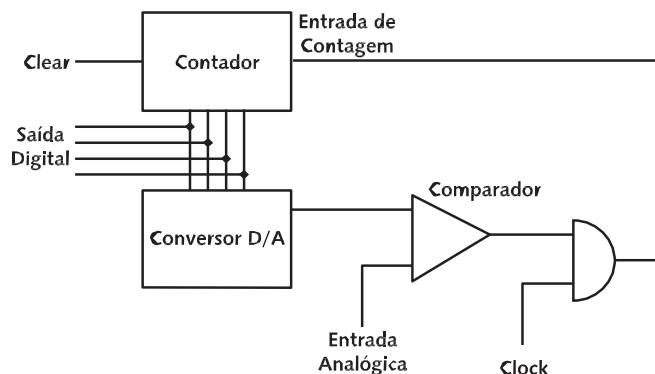 Entrada de
Contagem
Clear
Contador
Saída
Digital
Comparador
Conversor D/A
Entrada
Analógica
Clock